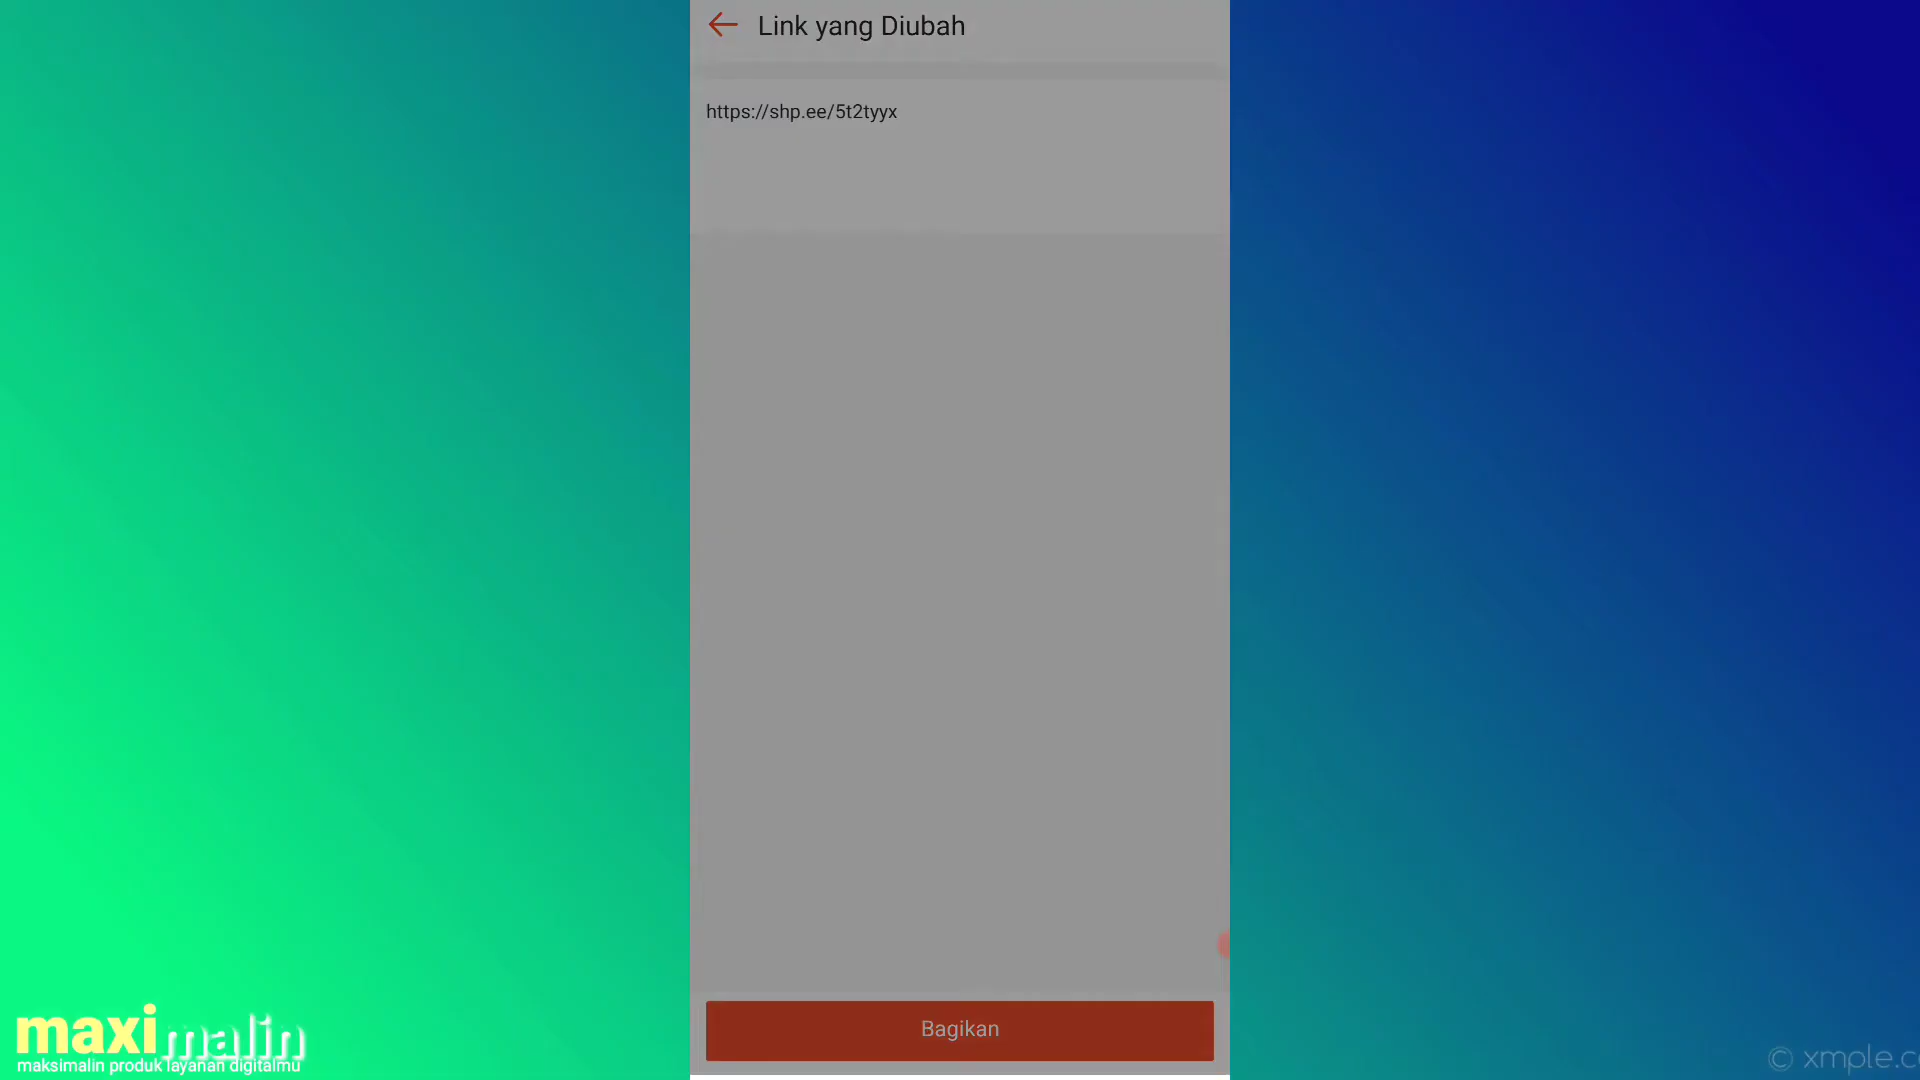 Link yang Diubah
https://shp.ee/5t2tyyx
Bagikan
maximalin
maksimalin produk layanan digitalmu
© xmple.c